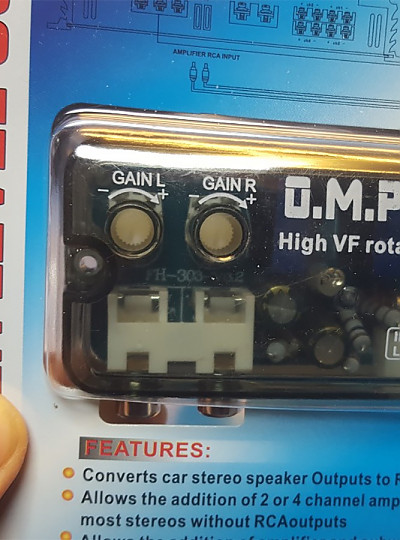 AMPLIFIER RCA INPUT
GAIN L GAIN R
- + - +
O.M.P
High VF rota
FEATURES:
Converts car stereo speaker Outputs to R
Allows the addition of 2 or 4 channel amp
most stereos without RCAoutputs